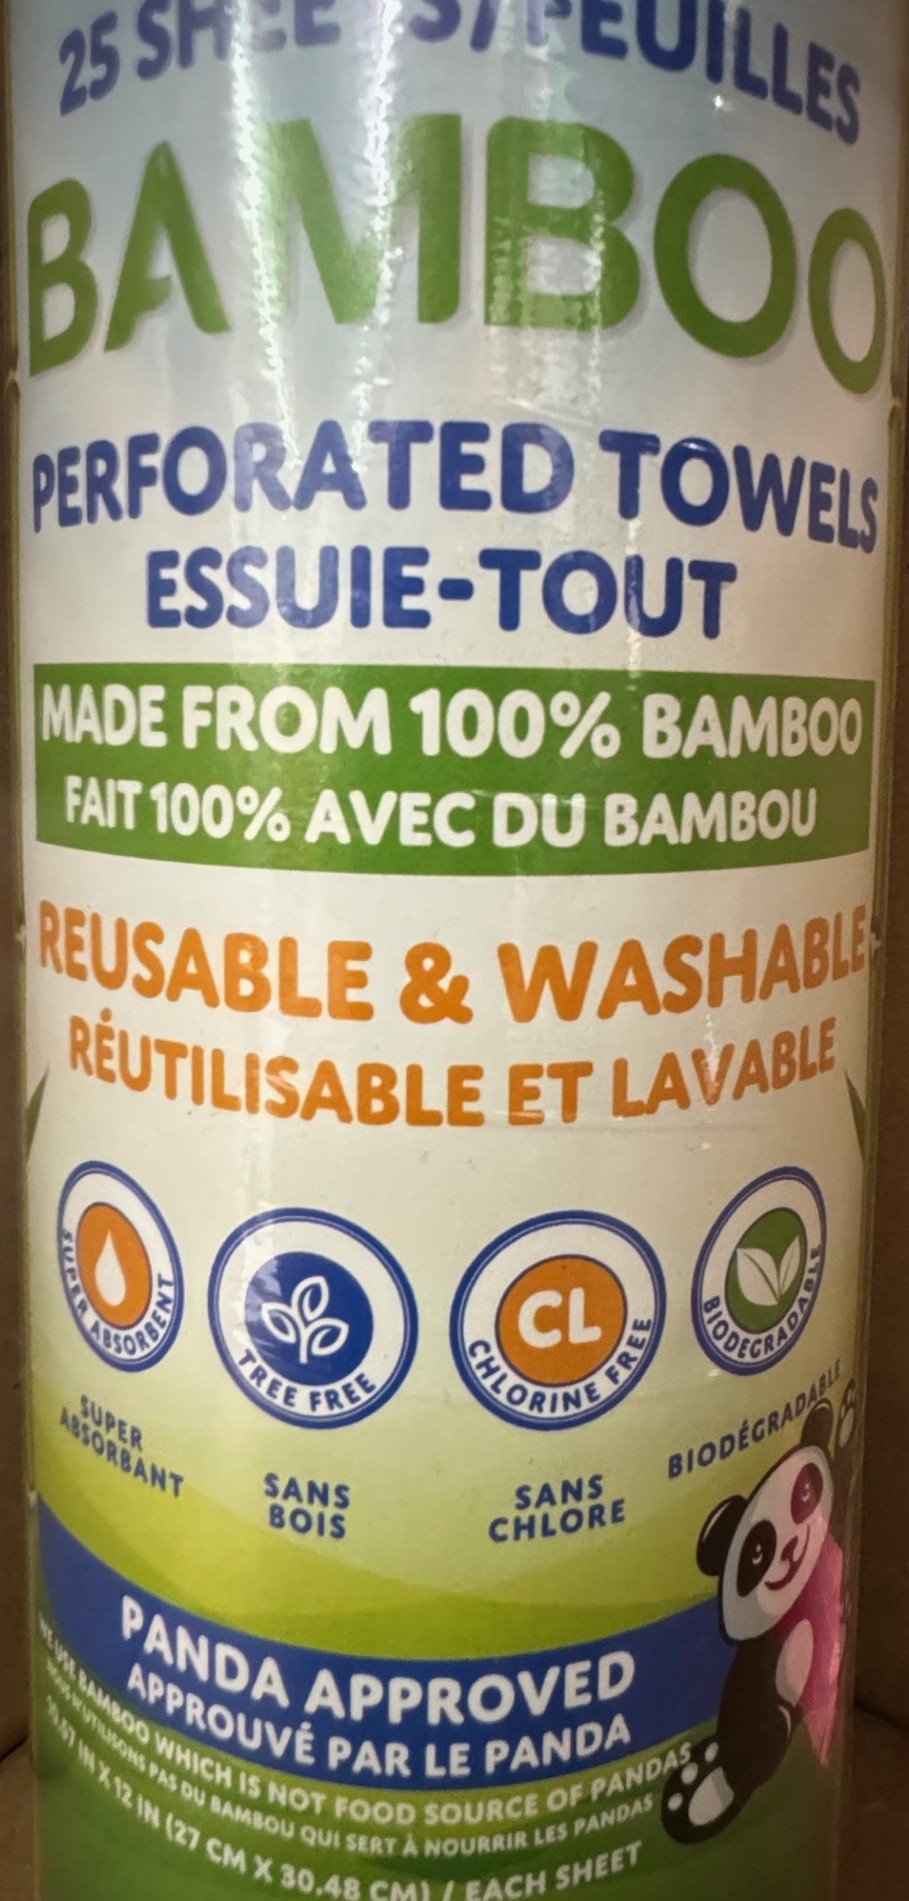 25 SHEETS/FEUILLES
BAMBOO
PERFORATED TOWELS
ESSUIE-TOUT
MADE FROM 100% BAMBOO
FAIT 100% AVEC DU BAMBOU
REUSABLE & WASHABLE
RÉUTILISABLE ET LAVABLE
SUPER ABSORBENT
TREE FREE
CL
CHLORINE FREE
BIODEGRADABLE
SUPER
ABSORBANT
SANS
BOIS
SANS
CHLORE
BIODÉGRADABLE
PANDA APPROVED
APPROUVÉ PAR LE PANDA
WE USE BAMBOO WHICH IS NOT FOOD SOURCE OF PANDAS
NOUS N'UTILISONS PAS DU BAMBOU QUI SERT À NOURRIR LES PANDAS
10.57 IN X 12 IN (27 CM X 30.48 CM) / EACH SHEET